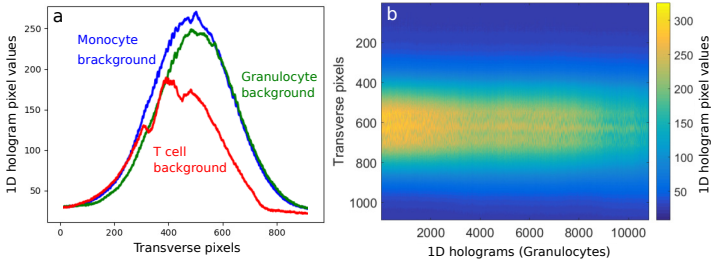 a
Monocyte
brackground
Granulocyte
background
T cell
background
250
200
150
100
50
0
200
400
600
800
1D hologram pixel values
Transverse pixels
b
200
400
600
800
1000
2000
4000
6000
8000
10000
Transverse pixels
1D holograms (Granulocytes)
300
250
200
150
100
50
1D hologram pixel values